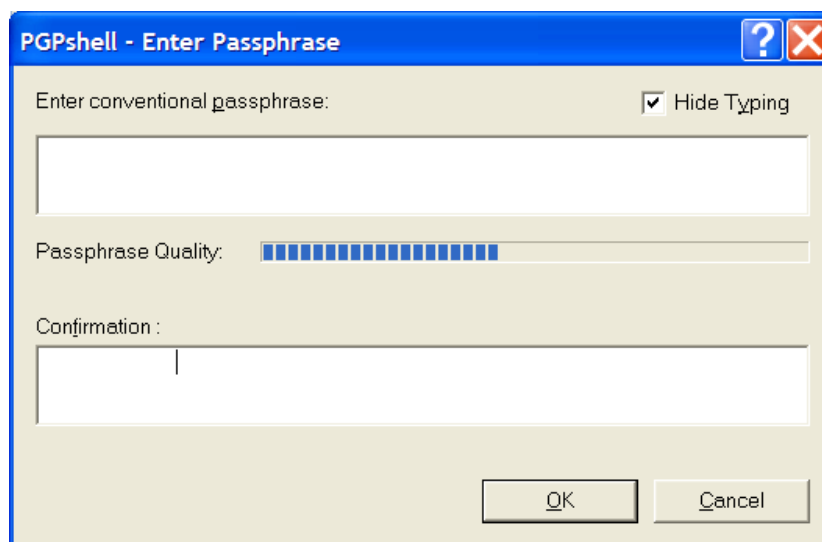 PGPshell - Enter Passphrase
Enter conventional passphrase:
Hide Typing
Passphrase Quality:
Confirmation :
OK
Cancel